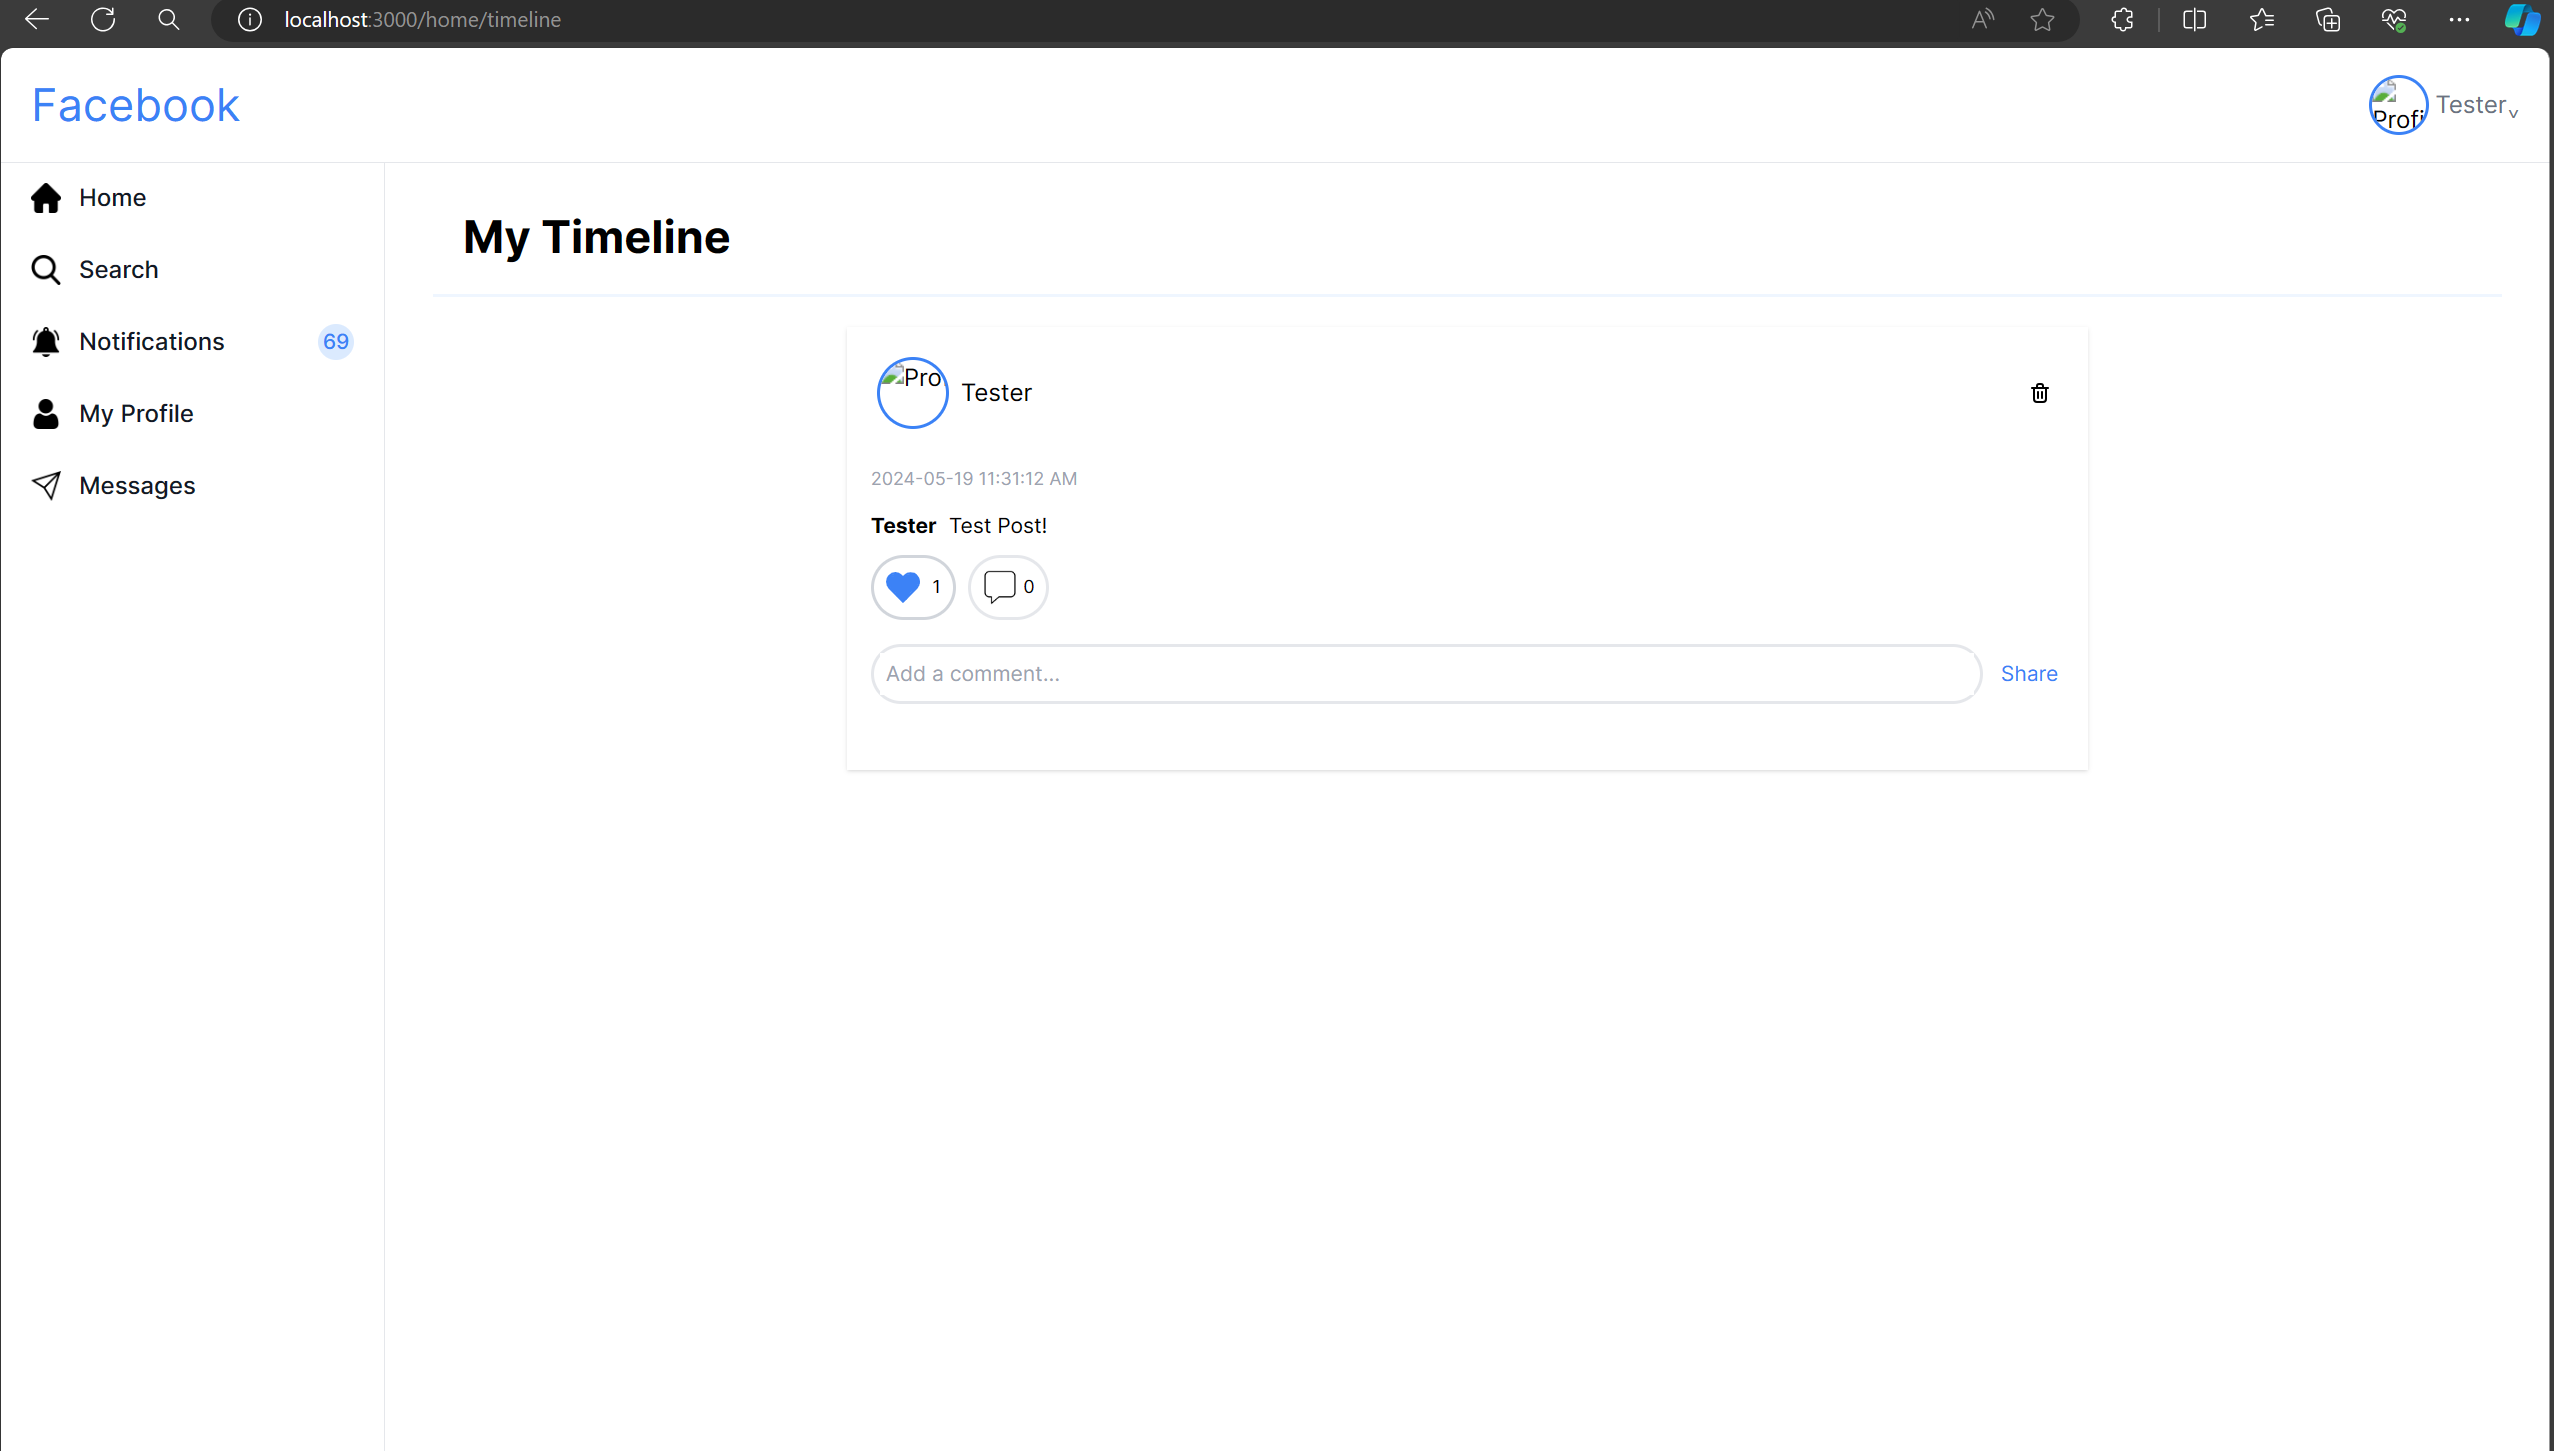 localhost:3000/home/timeline
Facebook
Profi
Tester
Home
Search
Notifications 69
My Profile
Messages
My Timeline
Pro
Tester
2024-05-19 11:31:12 AM
Tester Test Post!
1 0
Add a comment...
Share